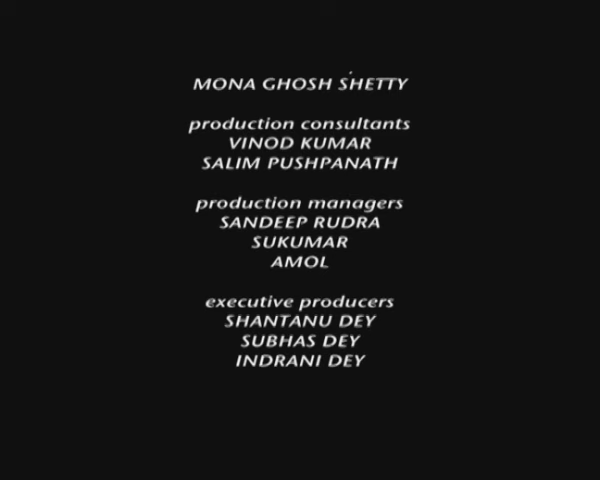 MONA GHOSH SHETTY
production consultants
VINOD KUMAR
SALIM PUSHPANATH
production managers
SANDEEP RUDRA
SUKUMAR
AMOL
executive producers
SHANTANU DEY
SUBHAS DEY
INDRANI DEY